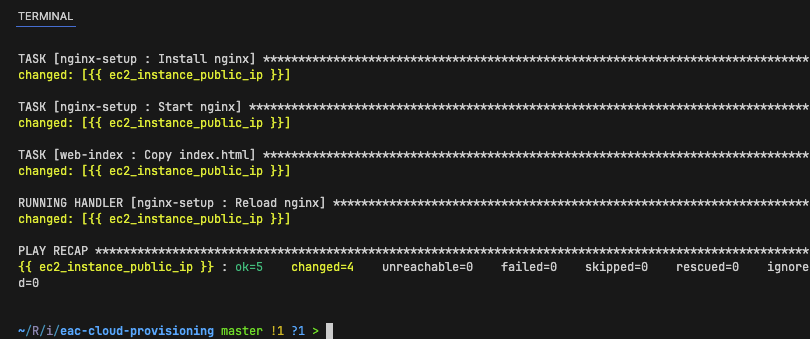 TERMINAL
TASK [nginx-setup : Install nginx] ******************************************************************************
changed: [{{ ec2_instance_public_ip }}]
TASK [nginx-setup : Start nginx] ********************************************************************************
changed: [{{ ec2_instance_public_ip }}]
TASK [web-index : Copy index.html] ******************************************************************************
changed: [{{ ec2_instance_public_ip }}]
RUNNING HANDLER [nginx-setup : Reload nginx] ********************************************************************
changed: [{{ ec2_instance_public_ip }}]
PLAY RECAP ******************************************************************************************************
{{ ec2_instance_public_ip }} : ok=5    changed=4    unreachable=0    failed=0    skipped=0    rescued=0    ignore
d=0
~/R/i/eac-cloud-provisioning master !1 ?1 >